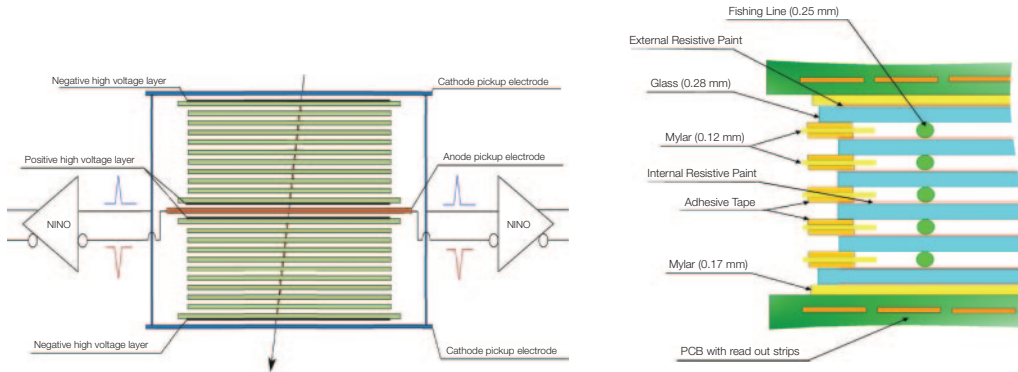 Negative high voltage layer
Cathode pickup electrode
Positive high voltage layer
Anode pickup electrode
NINO
NINO
Negative high voltage layer
Cathode pickup electrode
Fishing Line (0.25 mm)
External Resistive Paint
Glass (0.28 mm)
Mylar (0.12 mm)
Internal Resistive Paint
Adhesive Tape
Mylar (0.17 mm)
PCB with read out strips